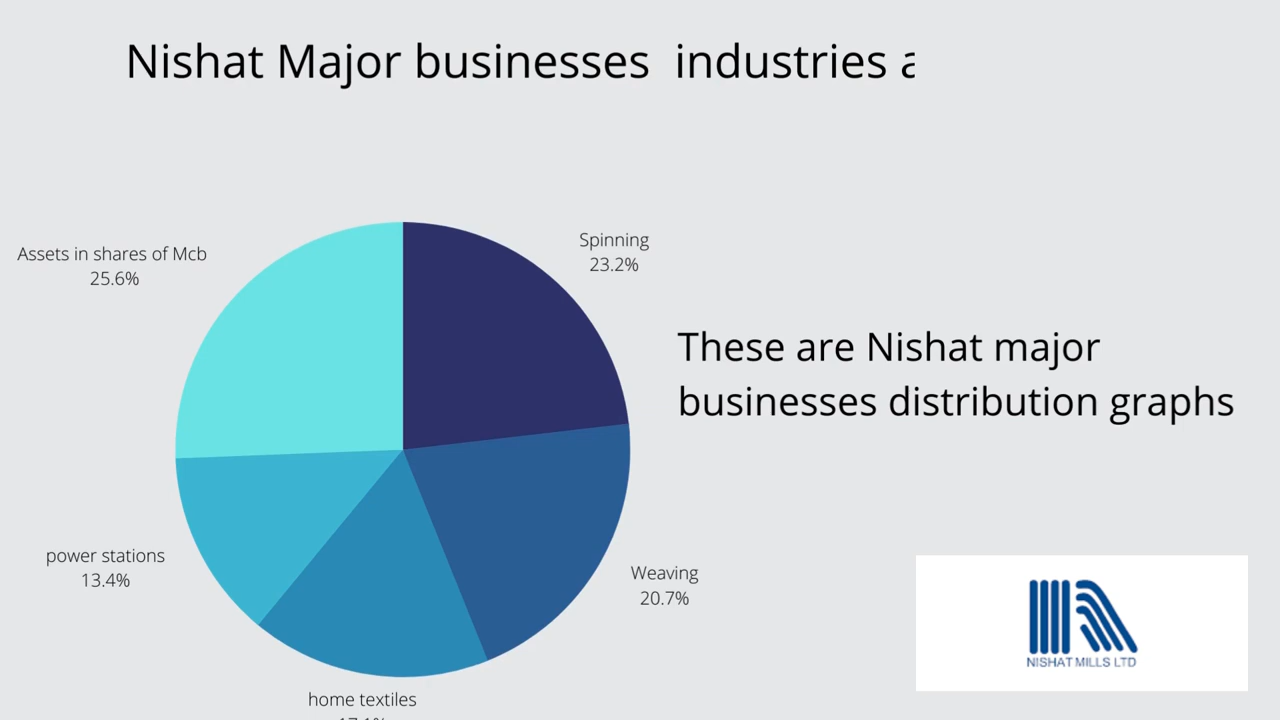 Nishat Major businesses industries a
Assets in shares of Mcb
25.6%
Spinning
23.2%
These are Nishat major
businesses distribution graphs
power stations
13.4%
Weaving
20.7%
NISHAT MILLS LTD
home textiles